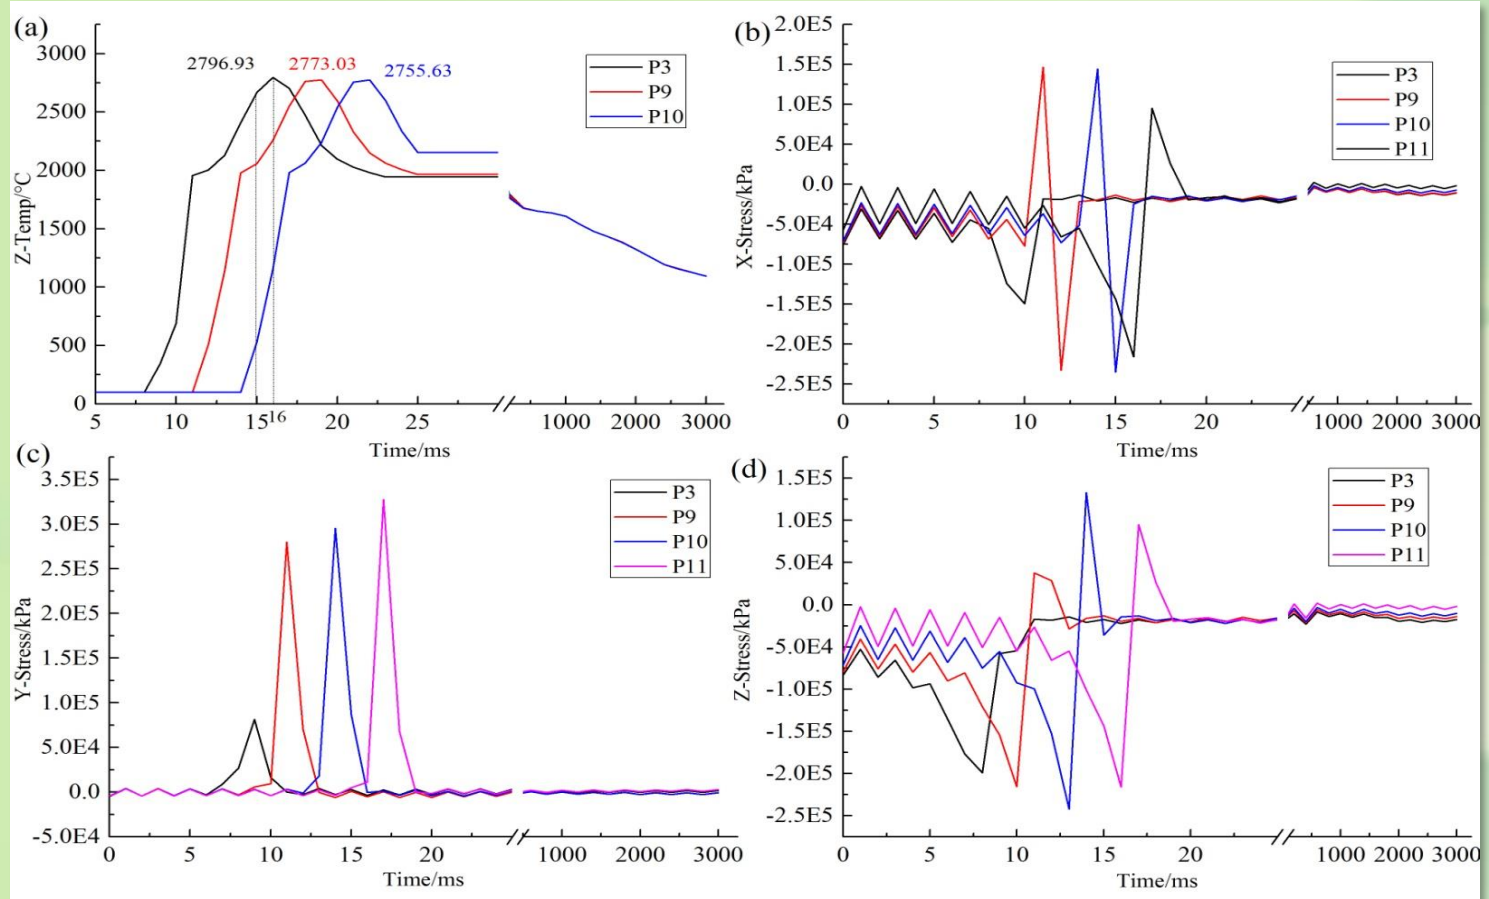 (a)
3000
2500
2000
1500
1000
500
0
Z-Temp/°C
2796.93
2773.03
2755.63
P3
P9
P10
5
10
15
16
20
25
1000
2000
3000
Time/ms
(b)
2.0E5
1.5E5
1.0E5
5.0E4
0.0
-5.0E4
-1.0E5
-1.5E5
-2.0E5
-2.5E5
X-Stress/kPa
P3
P9
P10
P11
0
5
10
15
20
1000
2000
3000
Time/ms
(c)
3.5E5
3.0E5
2.5E5
2.0E5
1.5E5
1.0E5
5.0E4
0.0
-5.0E4
Y-Stress/kPa
P3
P9
P10
P11
0
5
10
15
20
1000
2000
3000
Time/ms
(d)
1.5E5
1.0E5
5.0E4
0.0
-5.0E4
-1.0E5
-1.5E5
-2.0E5
-2.5E5
Z-Stress/kPa
P3
P9
P10
P11
0
5
10
15
20
1000
2000
3000
Time/ms